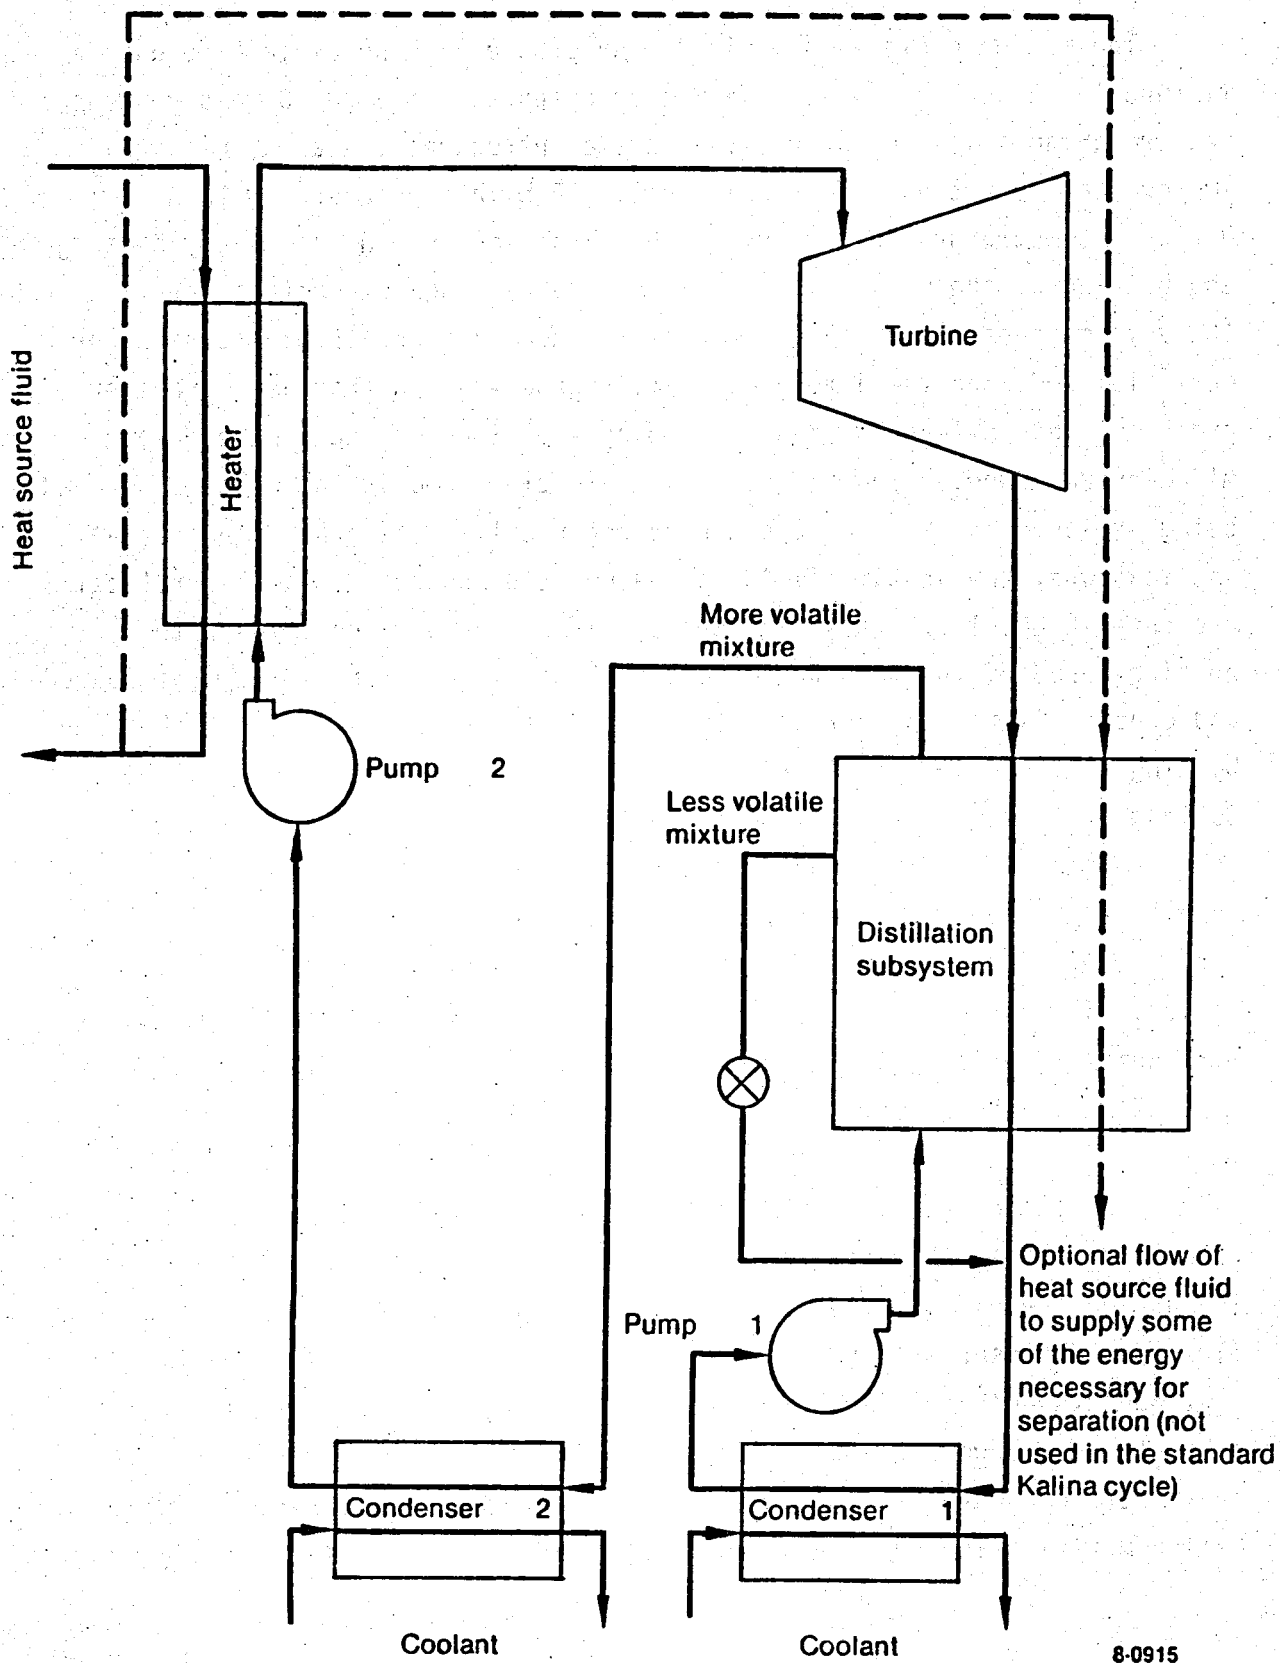 Turbine
Heat source fluid
Heater
More volatile
mixture
Pump 2
Less volatile
mixture
Distillation
subsystem
Optional flow of
heat source fluid
to supply some
of the energy
necessary for
separation (not
used in the standard
Kalina cycle)
Pump 1
Condenser 2
Condenser 1
Coolant
Coolant
8-0915